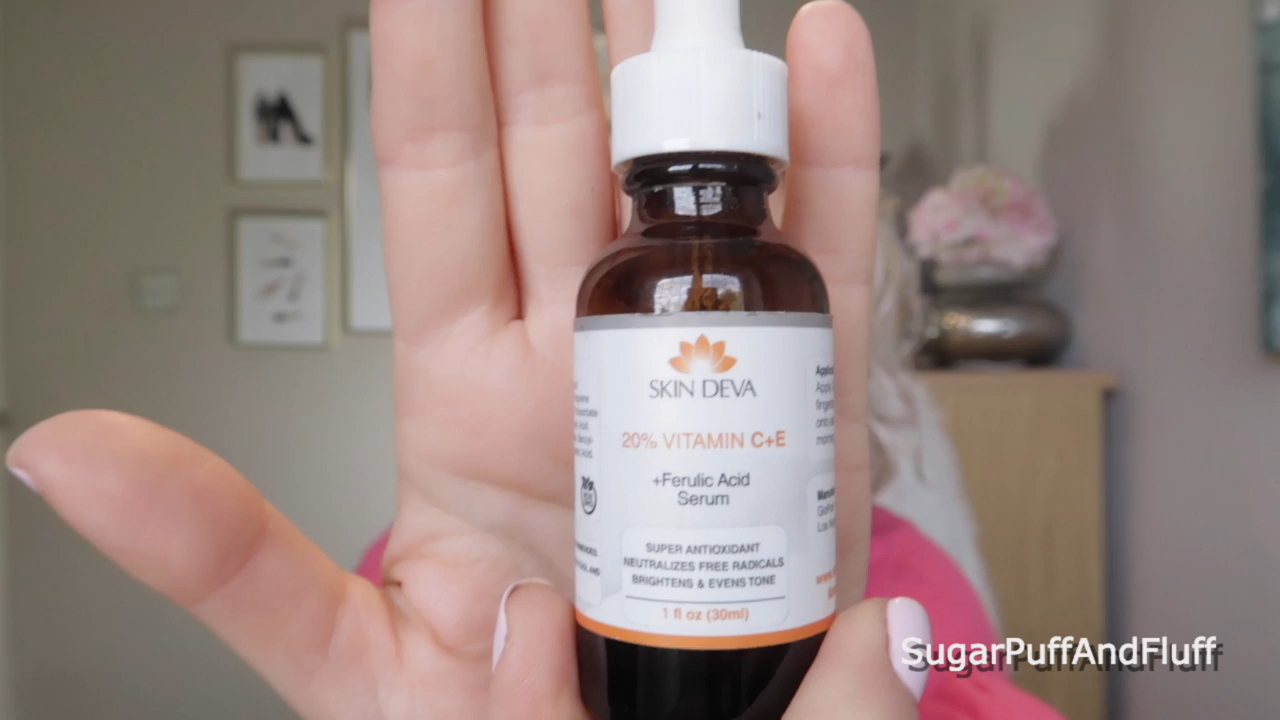 SKIN DEVA
20% VITAMIN C+E
+Ferulic Acid
Serum
SUPER ANTIOXIDANT
NEUTRALIZES FREE RADICALS
BRIGHTENS & EVENS TONE
1 fl oz (30ml)
SugarPuffAndFluff